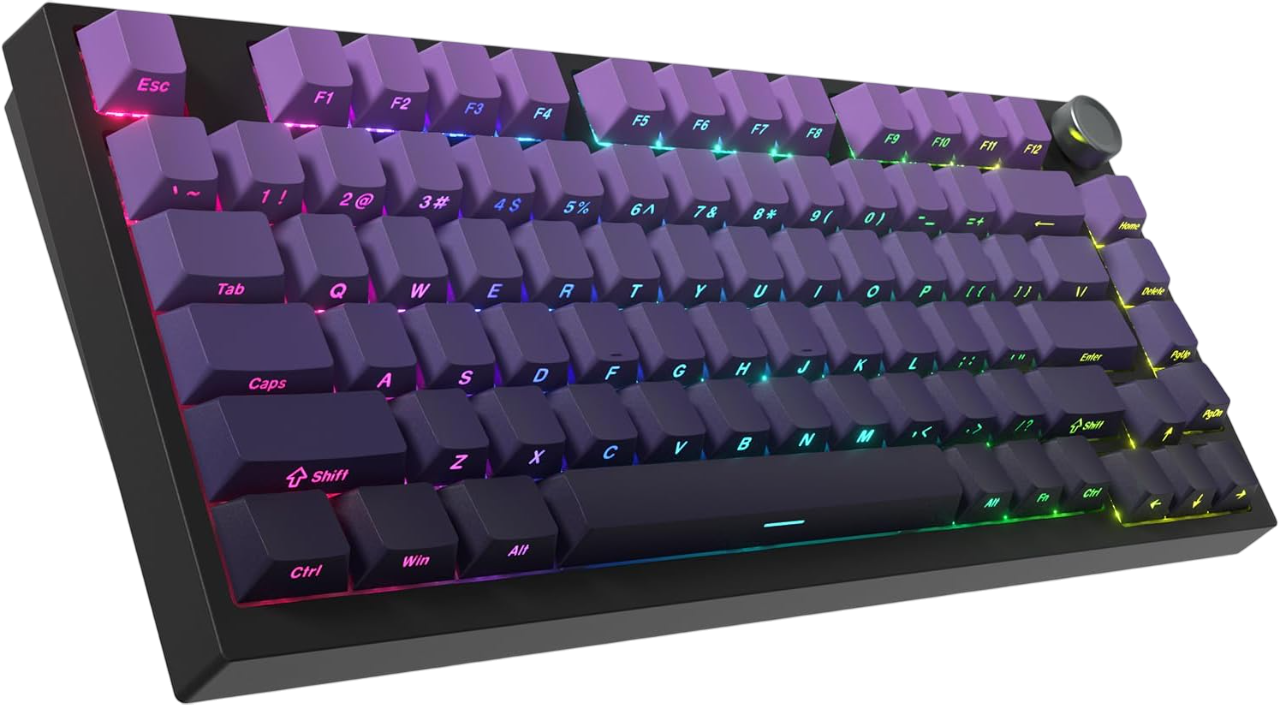 Esc F1 F2 F3 F4 F5 F6 F7 F8 F9 F10 F11 F12
` ~ 1 ! 2 @ 3 # 4 $ 5 % 6 ^ 7 & 8 * 9 ( 0 ) - _ = + ← Home
Tab Q W E R T Y U I O P [ { ] } \ | Delete
Caps A S D F G H J K L ; : ' " Enter PgUp
⇧ Shift Z X C V B N M , < . > / ? ⇧ Shift ↑ PgDn
Ctrl Win Alt Alt Fn Ctrl ← ↓ →